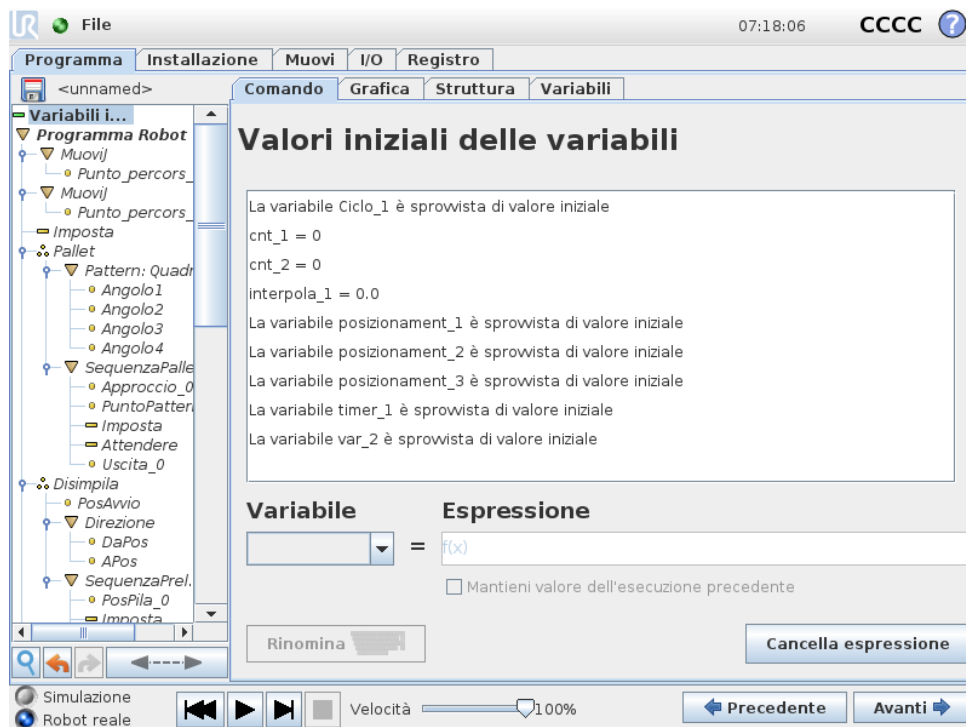 UR File 07:18:06 CCCC ?
Programma Installazione Muovi I/O Registro
<unnamed> Comando Grafica Struttura Variabili
Variabili i...
Programma Robot
MuoviJ
Punto_percors_
MuoviJ
Punto_percors_
Imposta
Pallet
Pattern: Quadr
Angolo1
Angolo2
Angolo3
Angolo4
SequenzaPalle
Approccio_0
PuntoPatter
Imposta
Attendere
Uscita_0
Disimpila
PosAvvio
Direzione
DaPos
APos
SequenzaPrel.
PosPila_0
Imposta
Valori iniziali delle variabili
La variabile Ciclo_1 è sprovvista di valore iniziale
cnt_1 = 0
cnt_2 = 0
interpola_1 = 0.0
La variabile posizionament_1 è sprovvista di valore iniziale
La variabile posizionament_2 è sprovvista di valore iniziale
La variabile posizionament_3 è sprovvista di valore iniziale
La variabile timer_1 è sprovvista di valore iniziale
La variabile var_2 è sprovvista di valore iniziale
Variabile Espressione
= f(x)
Mantieni valore dell'esecuzione precedente
Rinomina Cancella espressione
Simulazione
Robot reale
Velocità 100% Precedente Avanti